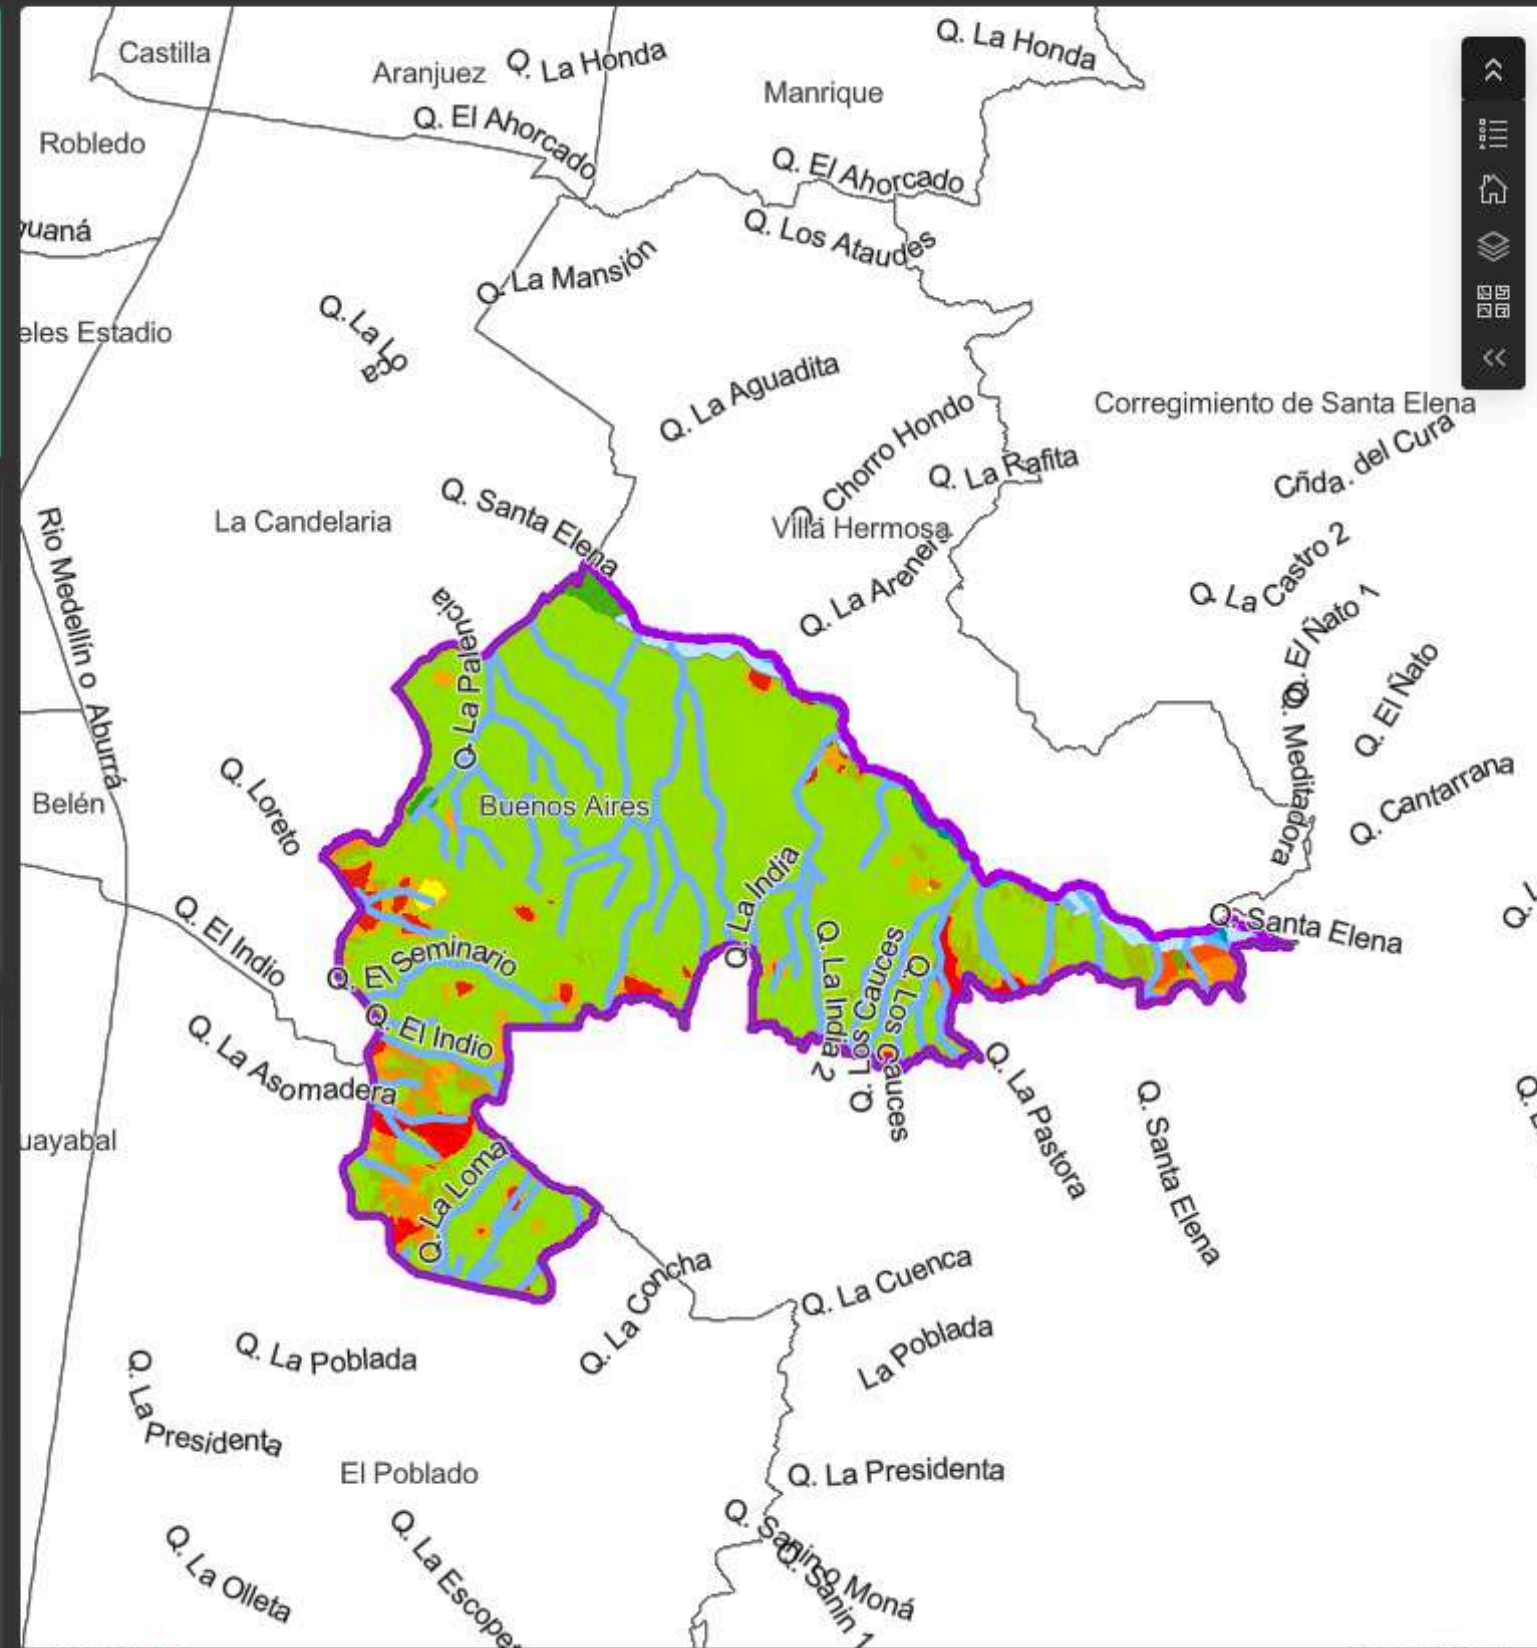 Castilla
Aranjuez
Q. La Honda
Q. La Honda
Manrique
Q. El Ahorcado
Robledo
Q. El Ahorcado
Q. Los Ataudes
Q. La Mansión
Q. La Loca
eles Estadio
Q. La Aguadita
Corregimiento de Santa Elena
Q. Chorro Hondo
Q. La Rafita
Cñda. del Cura
Q. Santa Elena
La Candelaria
Villa Hermosa
Rio Medellín o Aburrá
Q. La Arenera
Q. La Castro 2
Q. El Ñato 1
Q. La Palencia
Q. El Ñato
Q. Meditadora
Q. Loreto
Belén
Buenos Aires
Q. Cantarrana
Q. La India
Q. El Indio
Q. Santa Elena
Q. El Seminario
Q. La India 2
Q. Los Cauces
Q. Los Cauces
Q. El Indio
Q. La Asomadera
Q. La Pastora
Q. Santa Elena
uayabal
Q. La Loma
Q. La Concha
Q. La Cuenca
La Poblada
Q. La Poblada
Q. La
Presidenta
El Poblado
Q. La Presidenta
Q. Sanin o Moná
Q. Sanin 1
Q. La Olleta
Q. La Escope